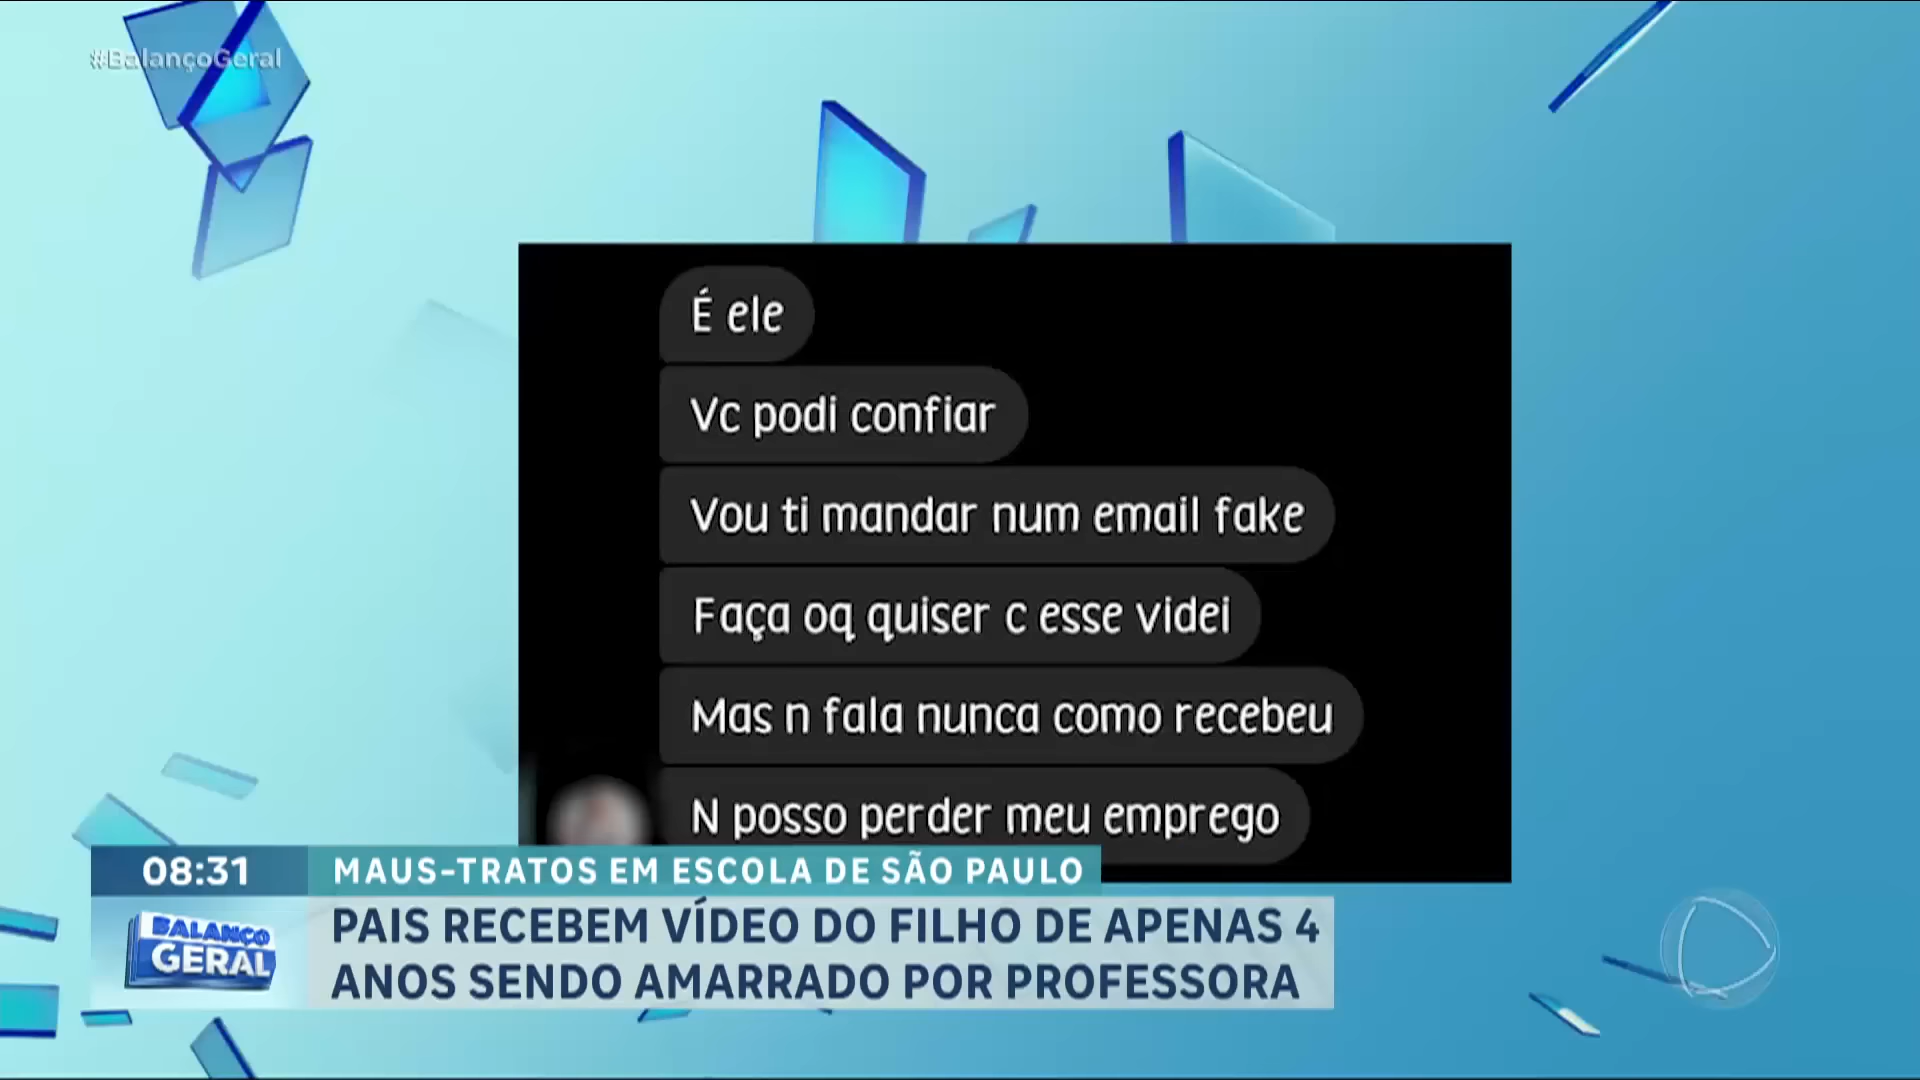 #BalançoGeral
É ele
Vc podi confiar
Vou ti mandar num email fake
Faça oq quiser c esse videi
Mas n fala nunca como recebeu
N posso perder meu emprego
08:31
MAUS-TRATOS EM ESCOLA DE SÃO PAULO
BALANÇO
GERAL
PAIS RECEBEM VÍDEO DO FILHO DE APENAS 4
ANOS SENDO AMARRADO POR PROFESSORA